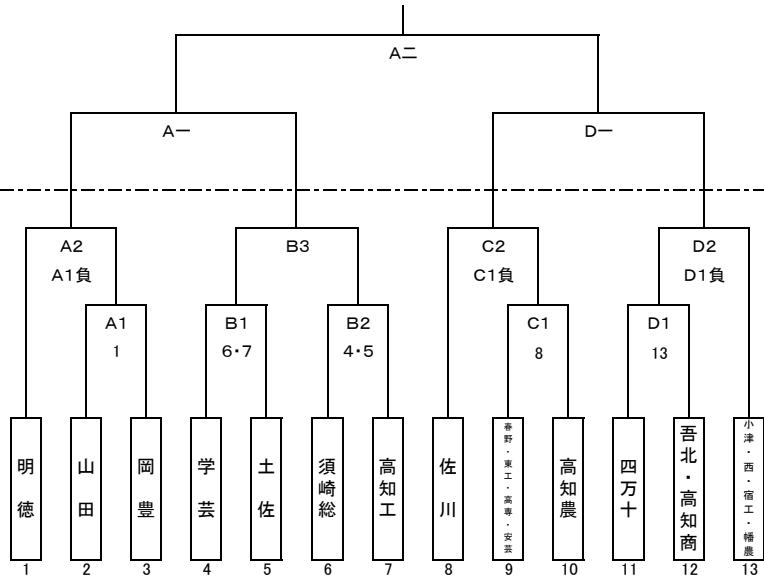 A二
A一
D一
A2
A1負
B3
C2
C1負
D2
D1負
A1
1
B1
6・7
B2
4・5
C1
8
D1
13
明徳
山田
岡豊
学芸
土佐
須崎総
高知工
佐川
春野・東工・高専・安芸
高知農
四万十
吾北・高知商
小津・西・宿工・幡農
1
2
3
4
5
6
7
8
9
10
11
12
13